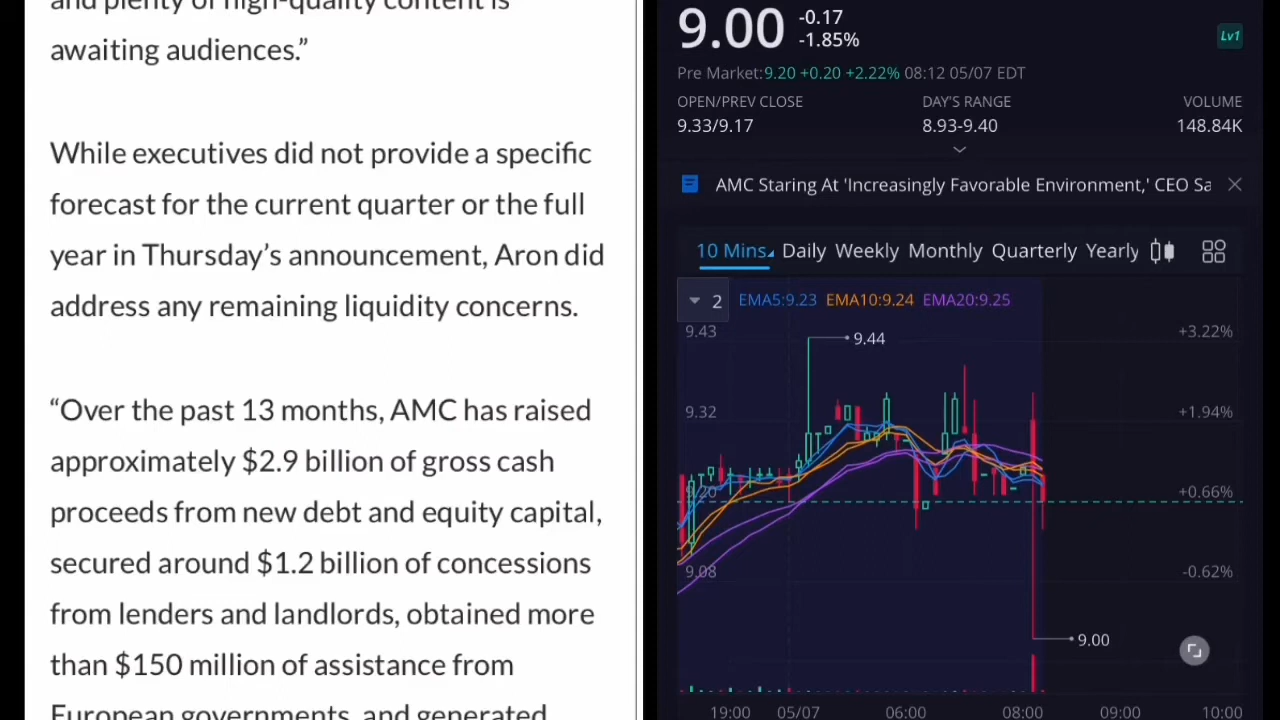 and plenty of high-quality content is
awaiting audiences.”
While executives did not provide a specific
forecast for the current quarter or the full
year in Thursday’s announcement, Aron did
address any remaining liquidity concerns.
“Over the past 13 months, AMC has raised
approximately $2.9 billion of gross cash
proceeds from new debt and equity capital,
secured around $1.2 billion of concessions
from lenders and landlords, obtained more
than $150 million of assistance from
European governments, and generated
9.00
-0.17
-1.85%
Lv1
Pre Market:9.20 +0.20 +2.22% 08:12 05/07 EDT
OPEN/PREV CLOSE DAY'S RANGE VOLUME
9.33/9.17 8.93-9.40 148.84K
AMC Staring At 'Increasingly Favorable Environment,' CEO Sa
10 Mins Daily Weekly Monthly Quarterly Yearly
2 EMA5:9.23 EMA10:9.24 EMA20:9.25
9.43 +3.22%
9.44
9.32 +1.94%
9.20 +0.66%
9.08 -0.62%
9.00
19:00 05/07 06:00 08:00 09:00 10:00